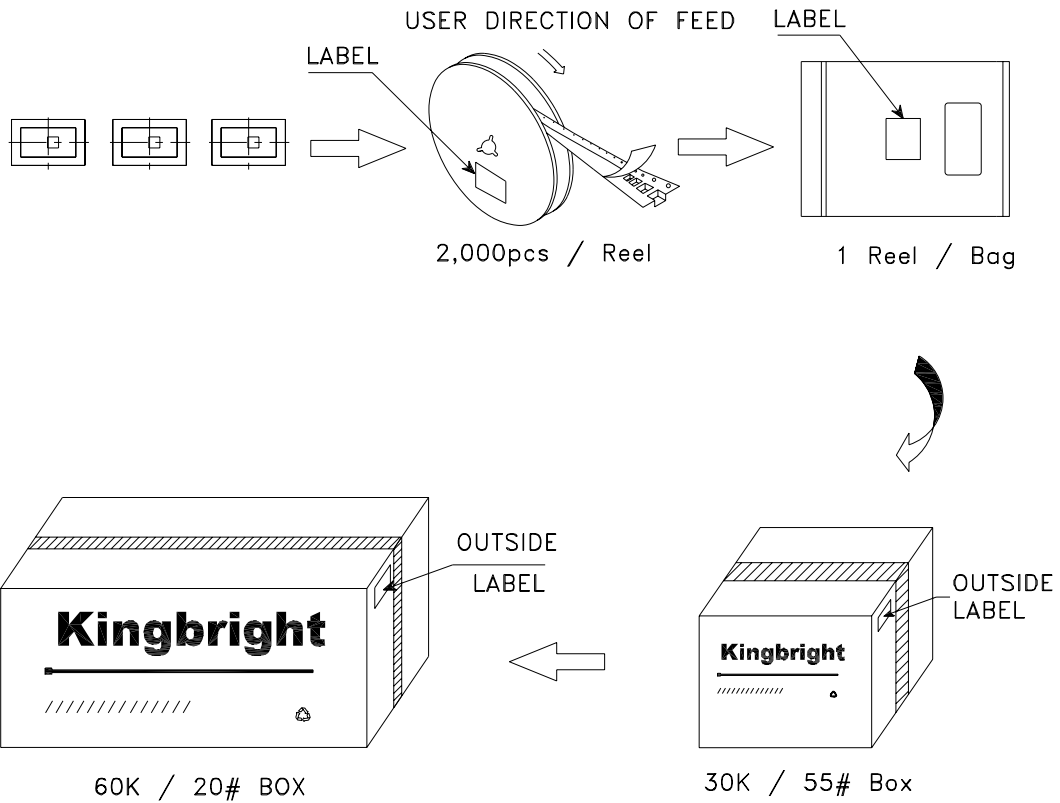 USER DIRECTION OF FEED
LABEL
LABEL
2,000pcs / Reel
1 Reel / Bag
OUTSIDE
LABEL
Kingbright
60K / 20# BOX
OUTSIDE
LABEL
Kingbright
30K / 55# Box